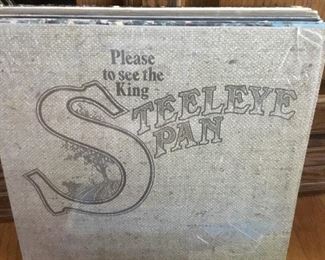 Please
to see the
King
STEELEYE
SPAN